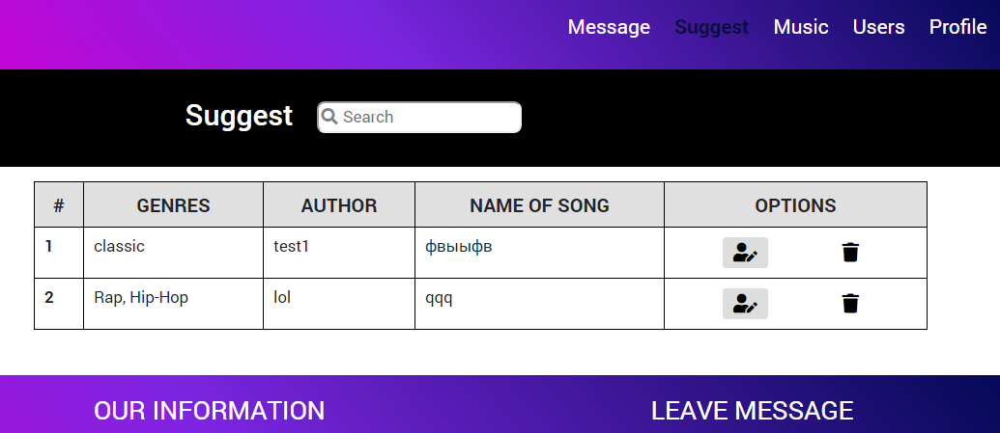 Message Suggest Music Users Profile
Suggest Search
# GENRES AUTHOR NAME OF SONG OPTIONS
1 classic test1 фвыыфв
2 Rap, Hip-Hop lol qqq
OUR INFORMATION LEAVE MESSAGE